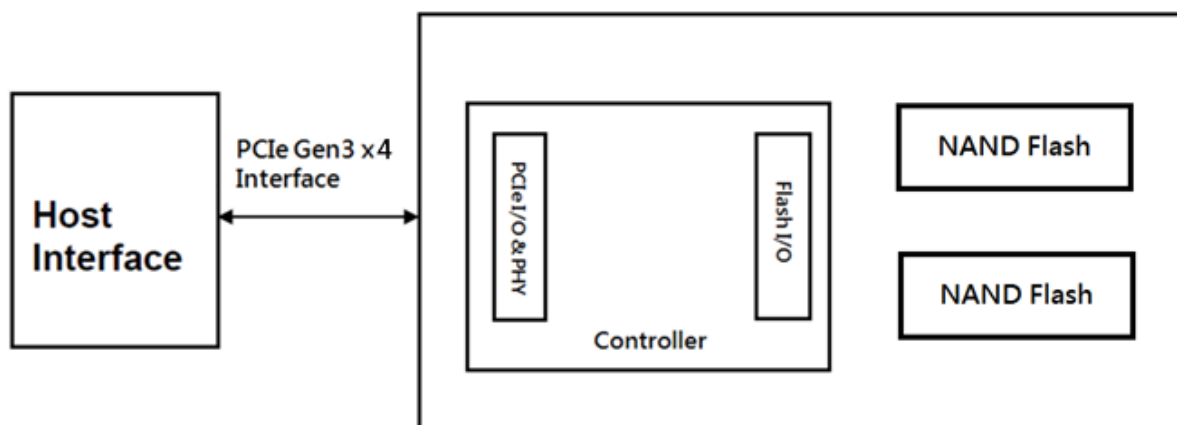 Host
Interface
PCIe Gen3 x4
Interface
PCIe I/O & PHY
Flash I/O
Controller
NAND Flash
NAND Flash